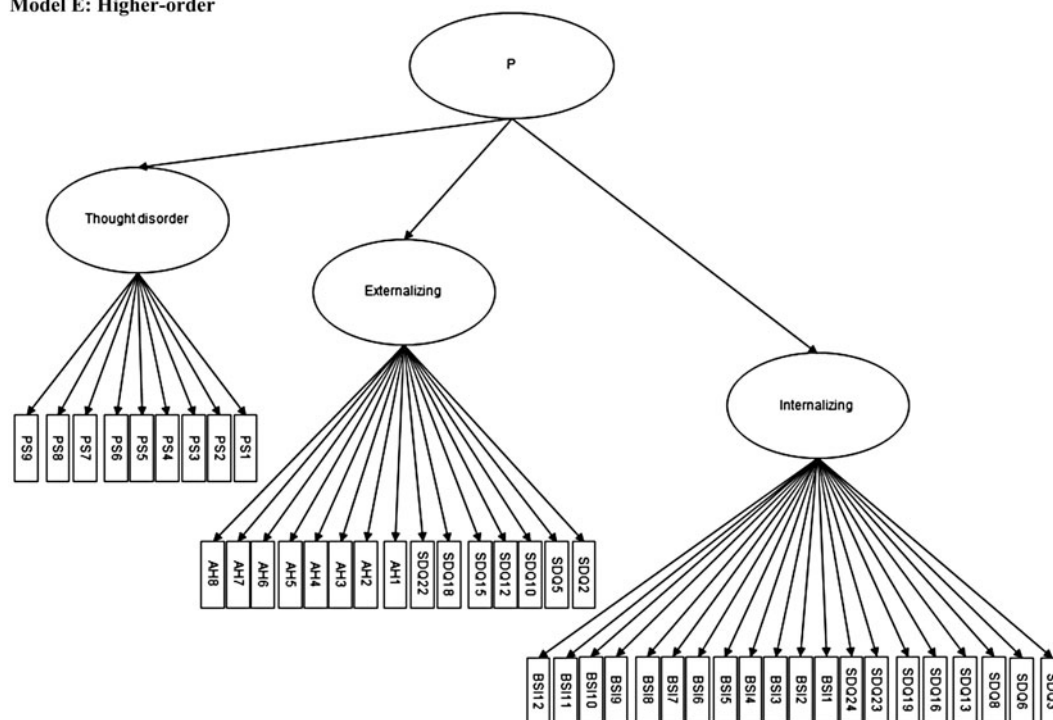 Model E: Higher-order
P
Thought disorder
Externalizing
Internalizing
PS9
PS8
PS7
PS6
PS5
PS4
PS3
PS2
PS1
AH8
AH7
AH6
AH5
AH4
AH3
AH2
AH1
SDQ22
SDQ18
SDQ15
SDQ12
SDQ10
SDQ5
SDQ2
BSI12
BSI11
BSI10
BSI9
BSI8
BSI7
BSI6
BSI5
BSI4
BSI3
BSI2
BSI1
SDQ24
SDQ23
SDQ19
SDQ16
SDQ13
SDQ8
SDQ6
SDQ3